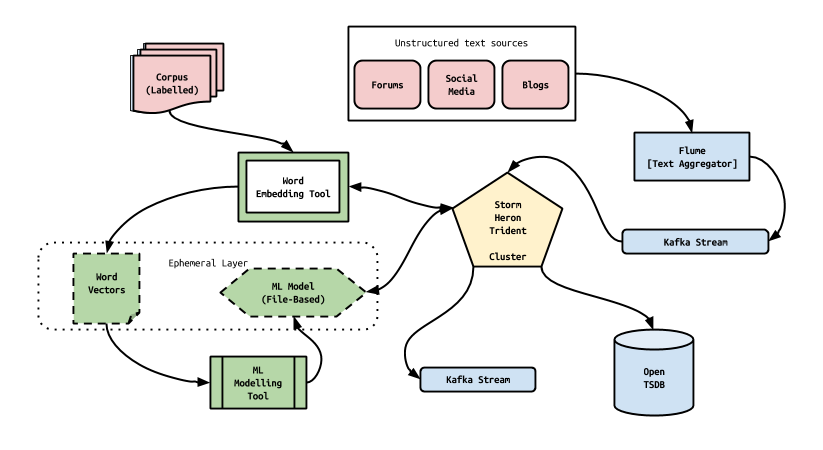 Unstructured text sources
Corpus
(Labelled)
Forums
Social
Media
Blogs
Flume
[Text Aggregator]
Word
Embedding Tool
Storm
Heron
Trident
Cluster
Kafka Stream
Ephemeral Layer
Word
Vectors
ML Model
(File-Based)
ML
Modelling
Tool
Kafka Stream
Open
TSDB